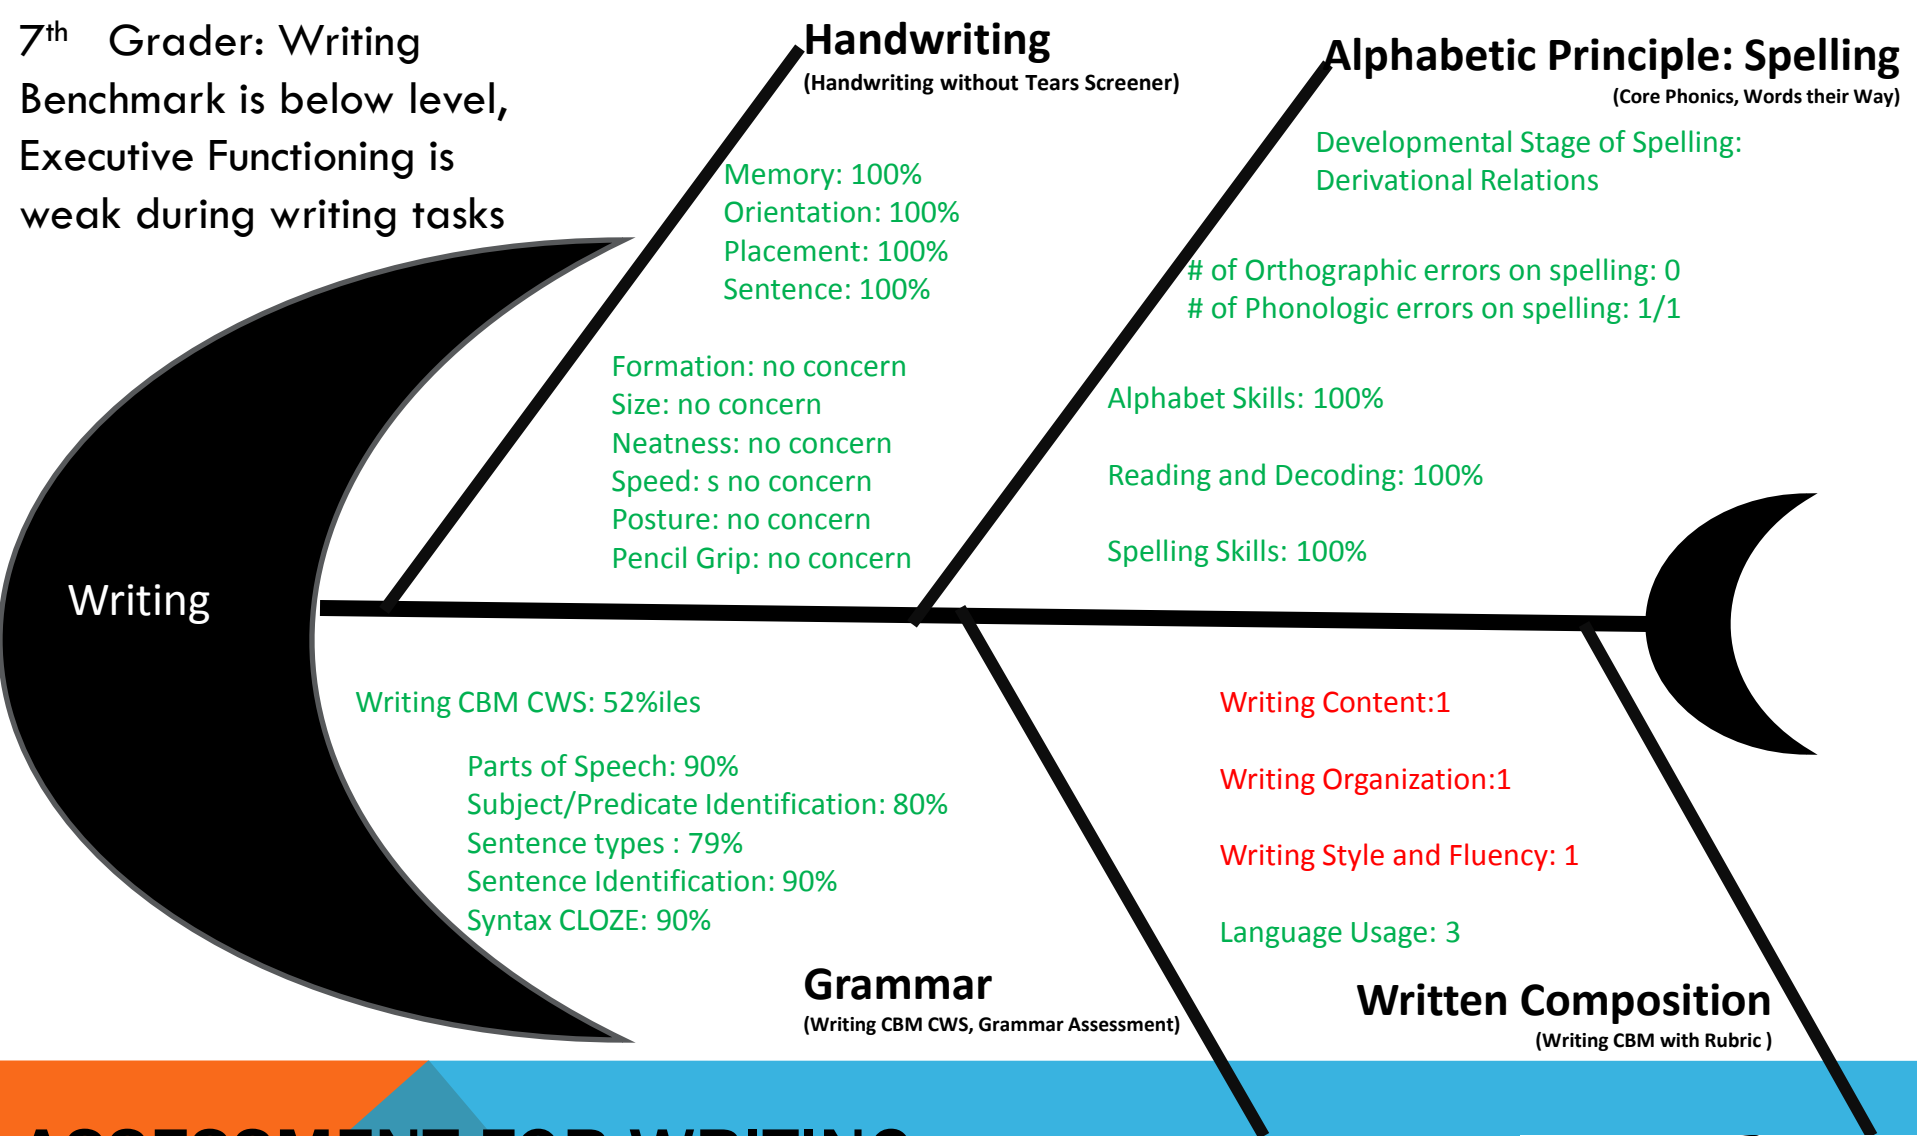 7th Grader: Writing
Benchmark is below level,
Executive Functioning is
weak during writing tasks
Handwriting
(Handwriting without Tears Screener)
Memory: 100%
Orientation: 100%
Placement: 100%
Sentence: 100%
Formation: no concern
Size: no concern
Neatness: no concern
Speed: s no concern
Posture: no concern
Pencil Grip: no concern
Alphabetic Principle: Spelling
(Core Phonics, Words their Way)
Developmental Stage of Spelling:
Derivational Relations
# of Orthographic errors on spelling: 0
# of Phonologic errors on spelling: 1/1
Alphabet Skills: 100%
Reading and Decoding: 100%
Spelling Skills: 100%
Writing
Writing CBM CWS: 52%iles
Parts of Speech: 90%
Subject/Predicate Identification: 80%
Sentence types : 79%
Sentence Identification: 90%
Syntax CLOZE: 90%
Grammar
(Writing CBM CWS, Grammar Assessment)
Writing Content:1
Writing Organization:1
Writing Style and Fluency: 1
Language Usage: 3
Written Composition
(Writing CBM with Rubric )
ASSESSMENT FOR WRITING